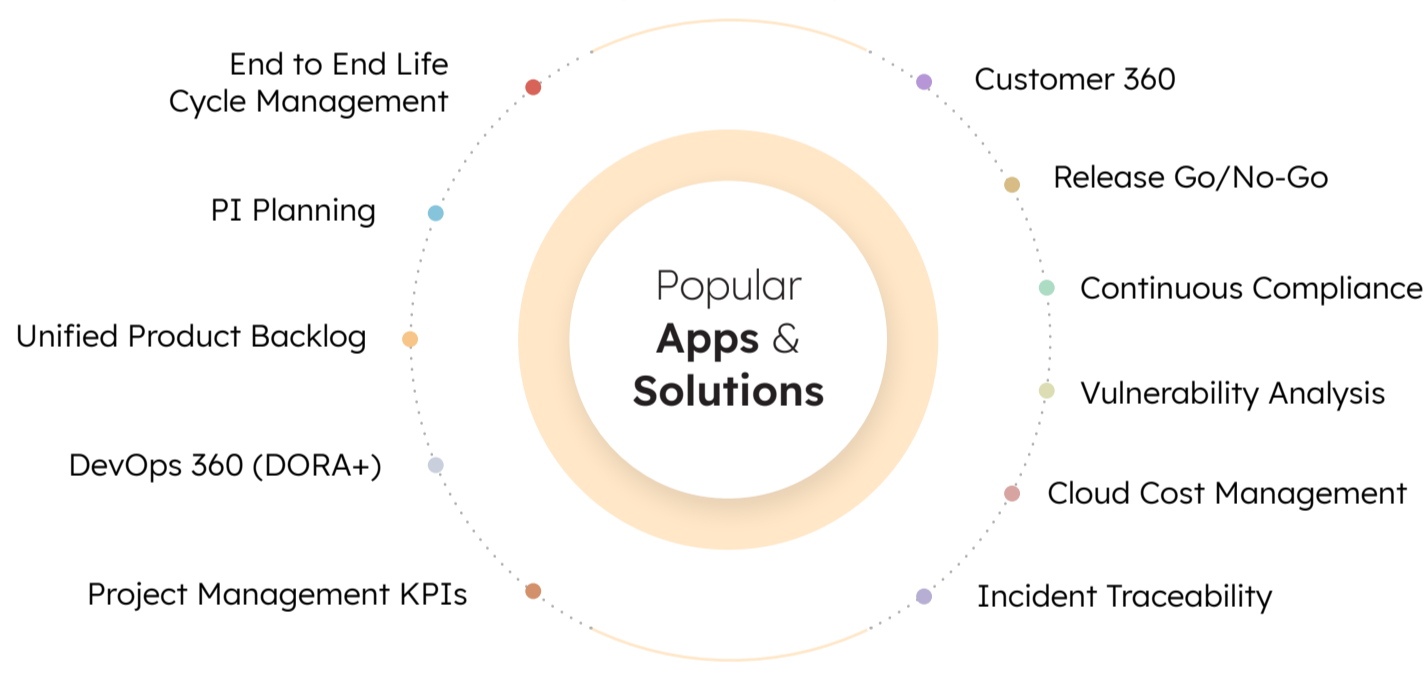 End to End Life
Cycle Management
PI Planning
Unified Product Backlog
DevOps 360 (DORA+)
Project Management KPIs
Popular
Apps &
Solutions
Customer 360
Release Go/No-Go
Continuous Compliance
Vulnerability Analysis
Cloud Cost Management
Incident Traceability